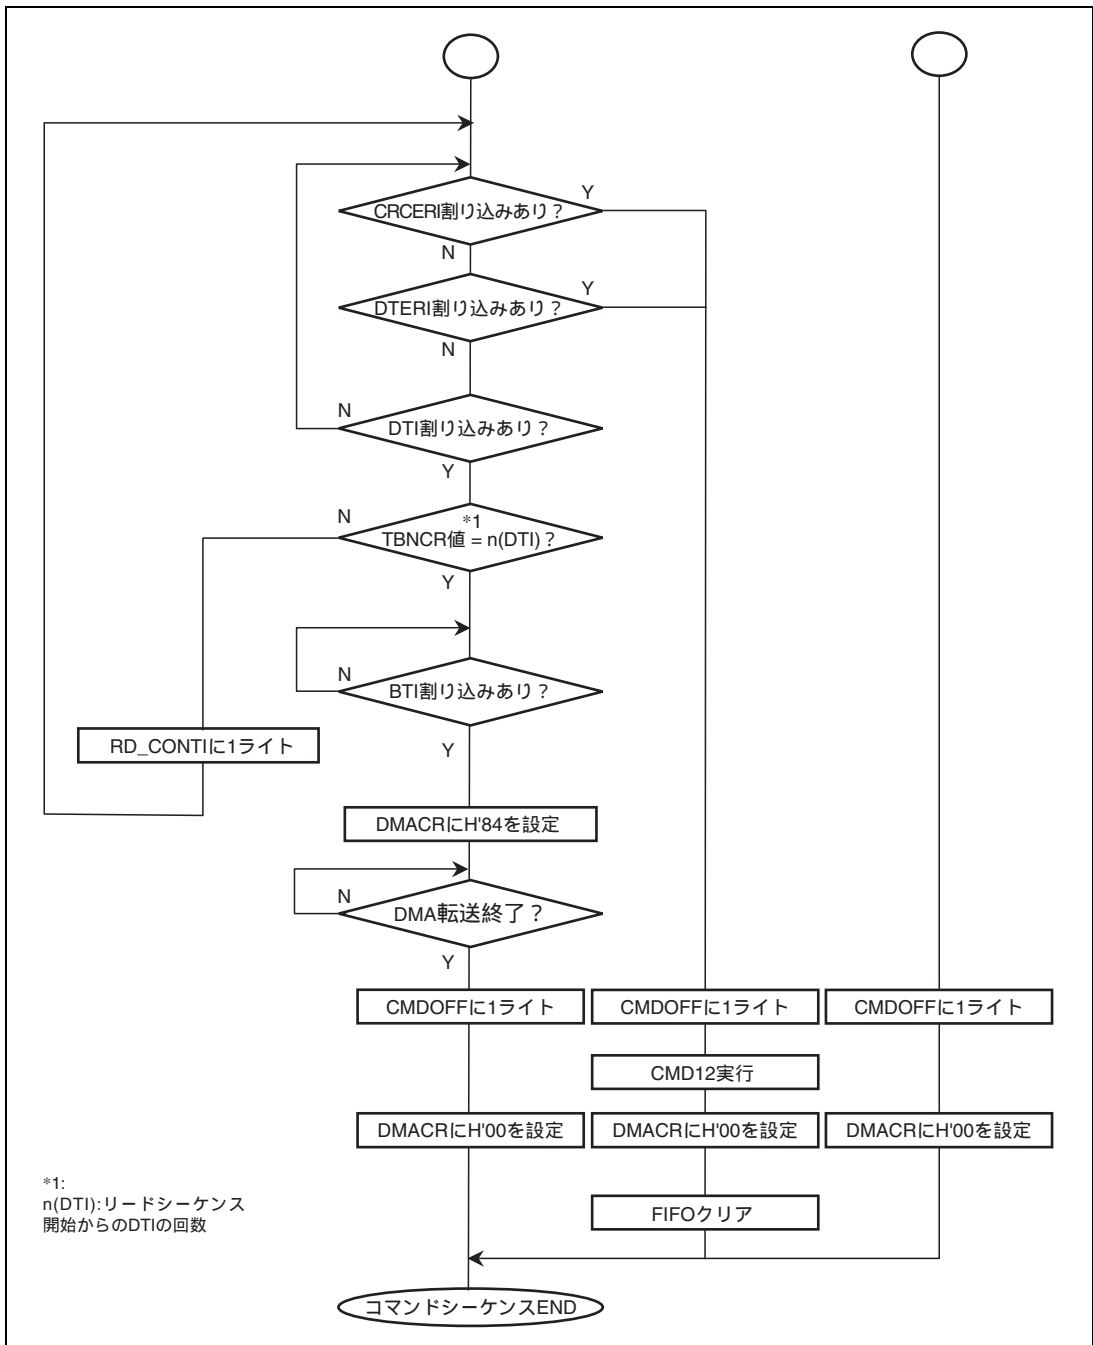 CRCERI割り込みあり？
Y
N
DTERI割り込みあり？
Y
N
DTI割り込みあり？
N
Y
*1
TBNCR値 = n(DTI)？
N
Y
BTI割り込みあり？
N
Y
RD_CONTIに1ライト
DMACRにH'84を設定
DMA転送終了？
N
Y
CMDOFFに1ライト
CMDOFFに1ライト
CMDOFFに1ライト
CMD12実行
DMACRにH'00を設定
DMACRにH'00を設定
DMACRにH'00を設定
FIFOクリア
*1:
n(DTI):リードシーケンス
開始からのDTIの回数
コマンドシーケンスEND